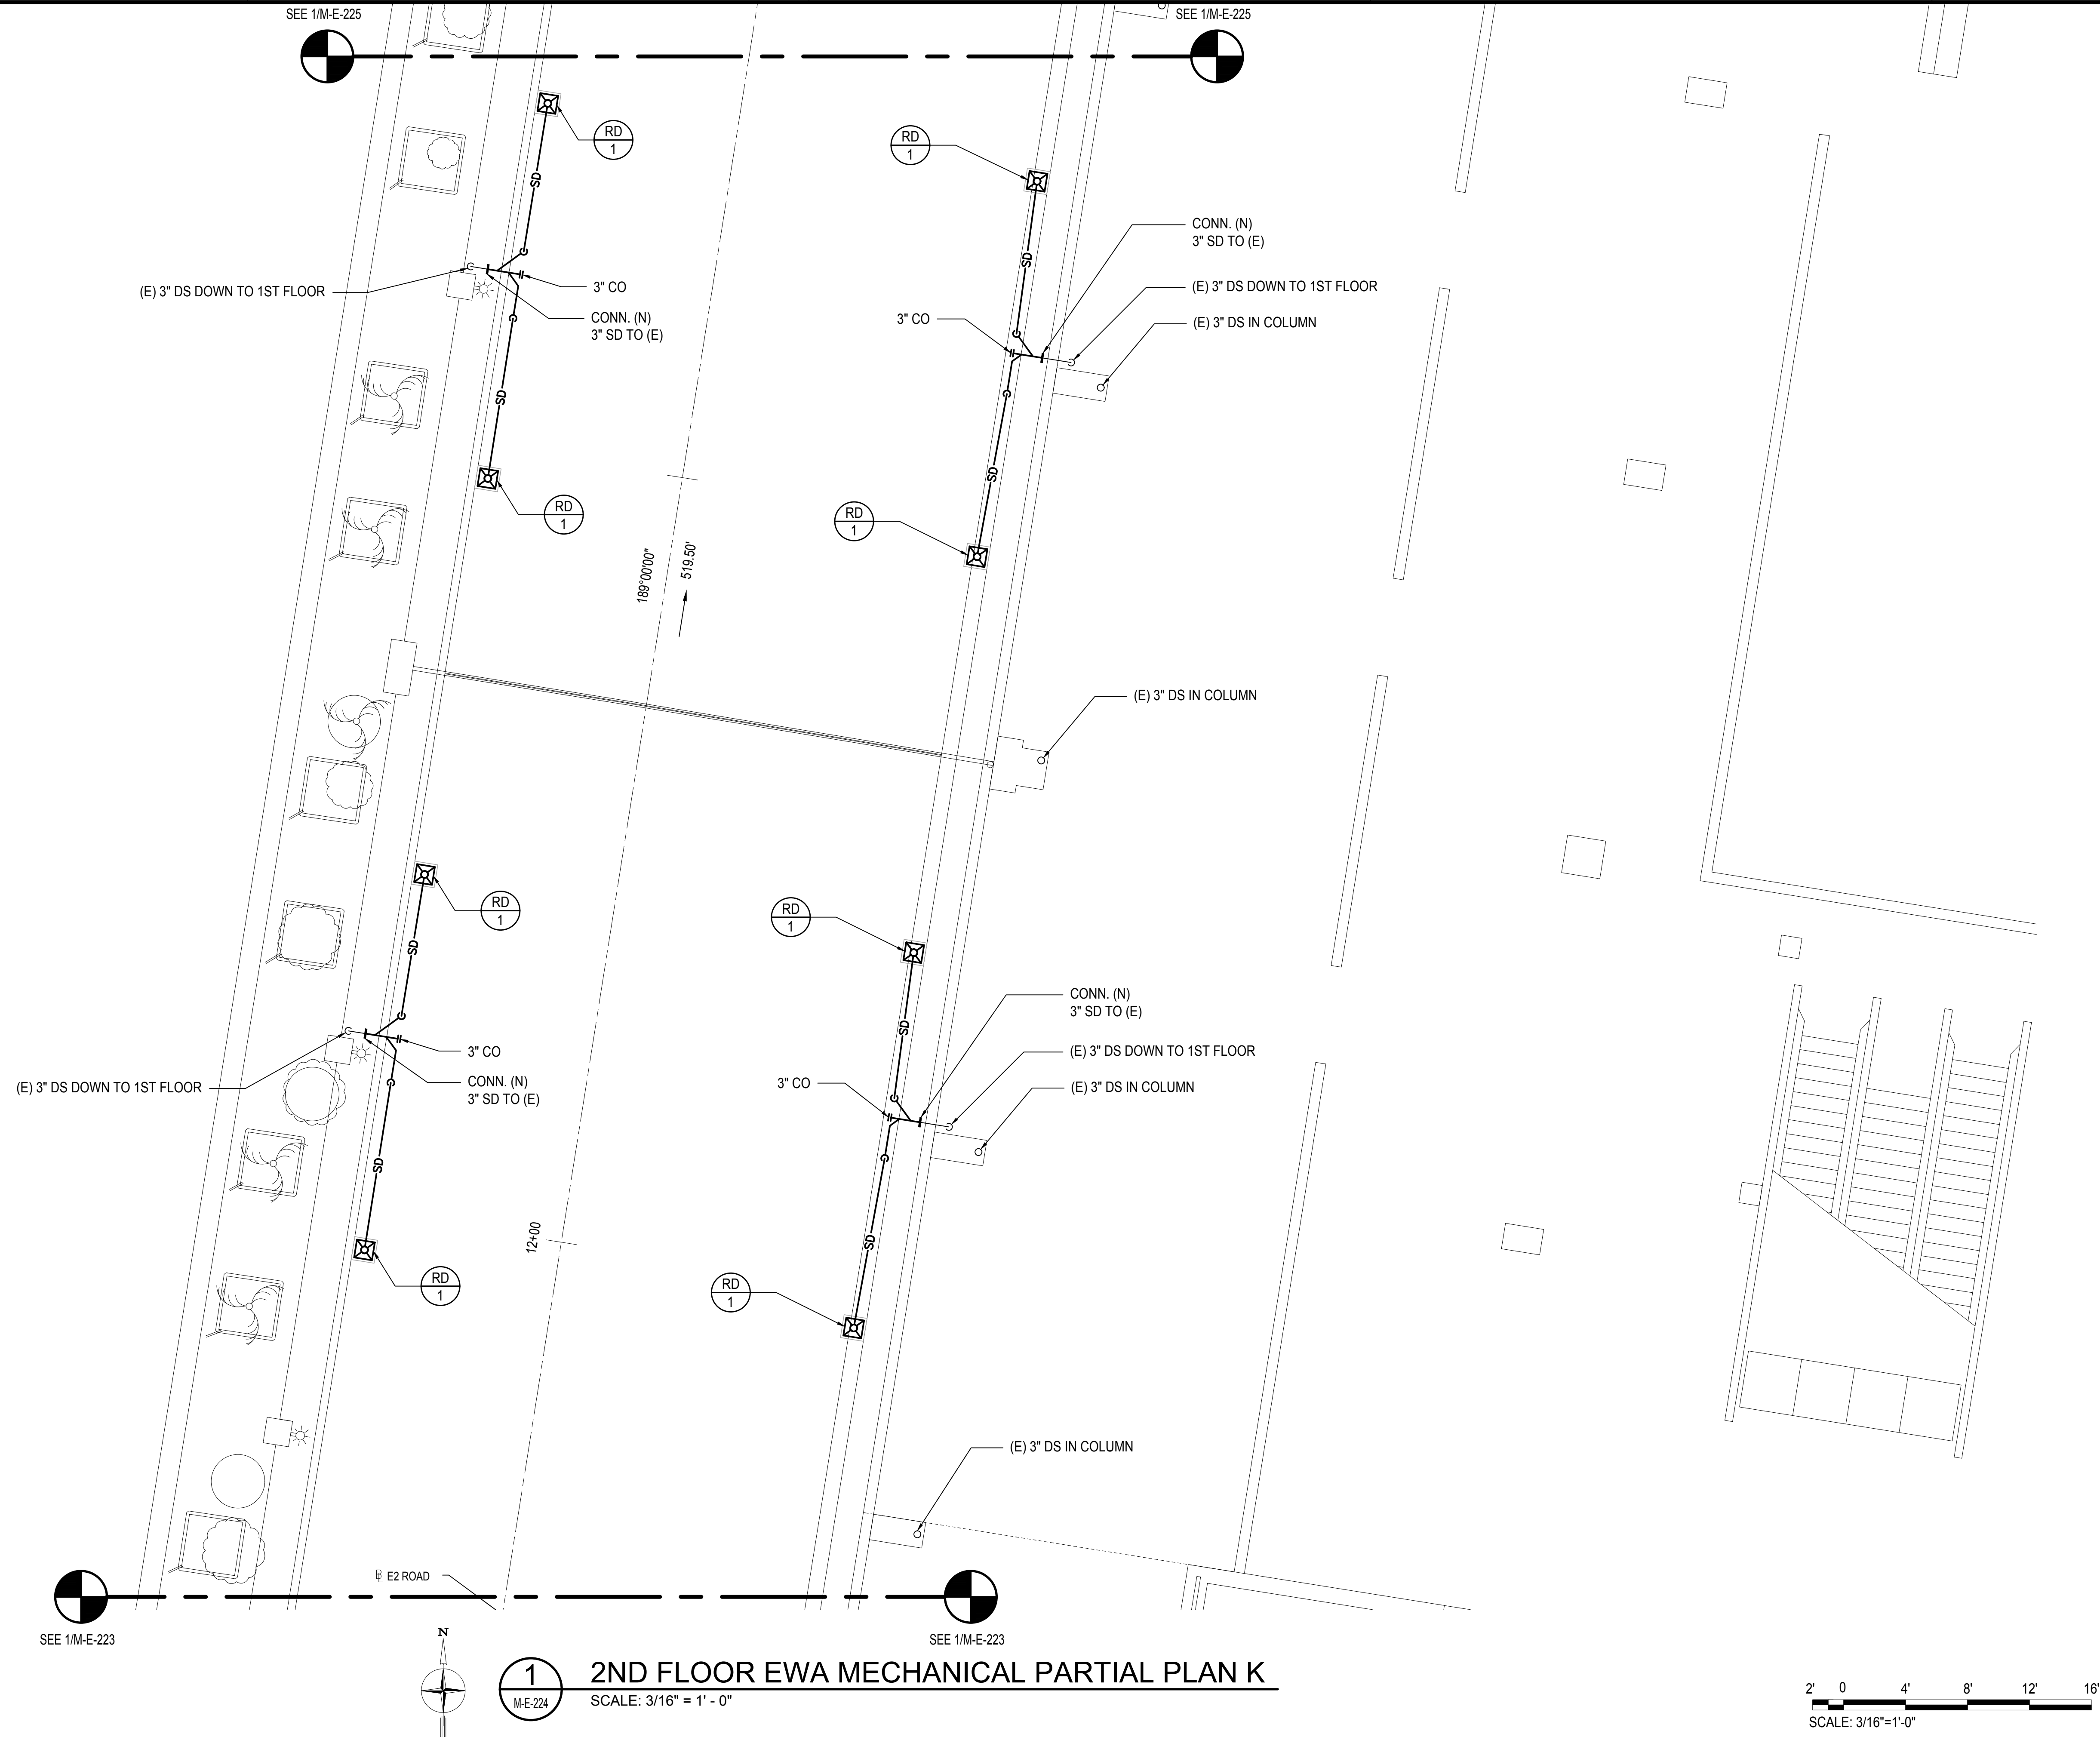 SEE 1/M-E-225
SEE 1/M-E-225
RD
1
RD
1
SD
CONN. (N)
3" SD TO (E)
SD
(E) 3" DS DOWN TO 1ST FLOOR
3" CO
(E) 3" DS DOWN TO 1ST FLOOR
CONN. (N)
3" SD TO (E)
3" CO
(E) 3" DS IN COLUMN
SD
SD
RD
1
RD
1
189°00'00"
519.50'
(E) 3" DS IN COLUMN
RD
1
RD
1
SD
CONN. (N)
3" SD TO (E)
SD
3" CO
(E) 3" DS DOWN TO 1ST FLOOR
(E) 3" DS DOWN TO 1ST FLOOR
CONN. (N)
3" SD TO (E)
3" CO
(E) 3" DS IN COLUMN
SD
SD
12+00
RD
1
RD
1
(E) 3" DS IN COLUMN
E2 ROAD
SEE 1/M-E-223
SEE 1/M-E-223
N
1
M-E-224
2ND FLOOR EWA MECHANICAL PARTIAL PLAN K
SCALE: 3/16" = 1' - 0"
2' 0 4' 8' 12' 16'
SCALE: 3/16"=1'-0"